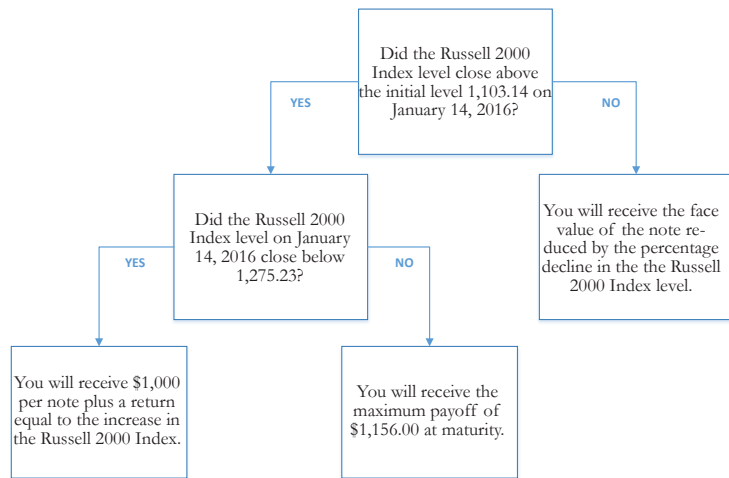 Did the Russell 2000
Index level close above
the initial level 1,103.14 on
January 14, 2016?
YES
NO
Did the Russell 2000
Index level on January
14, 2016 close below
1,275.23?
You will receive the face
value of the note re-
duced by the percentage
decline in the the Russell
2000 Index level.
YES
NO
You will receive $1,000
per note plus a return
equal to the increase in
the Russell 2000 Index.
You will receive the
maximum payoff of
$1,156.00 at maturity.